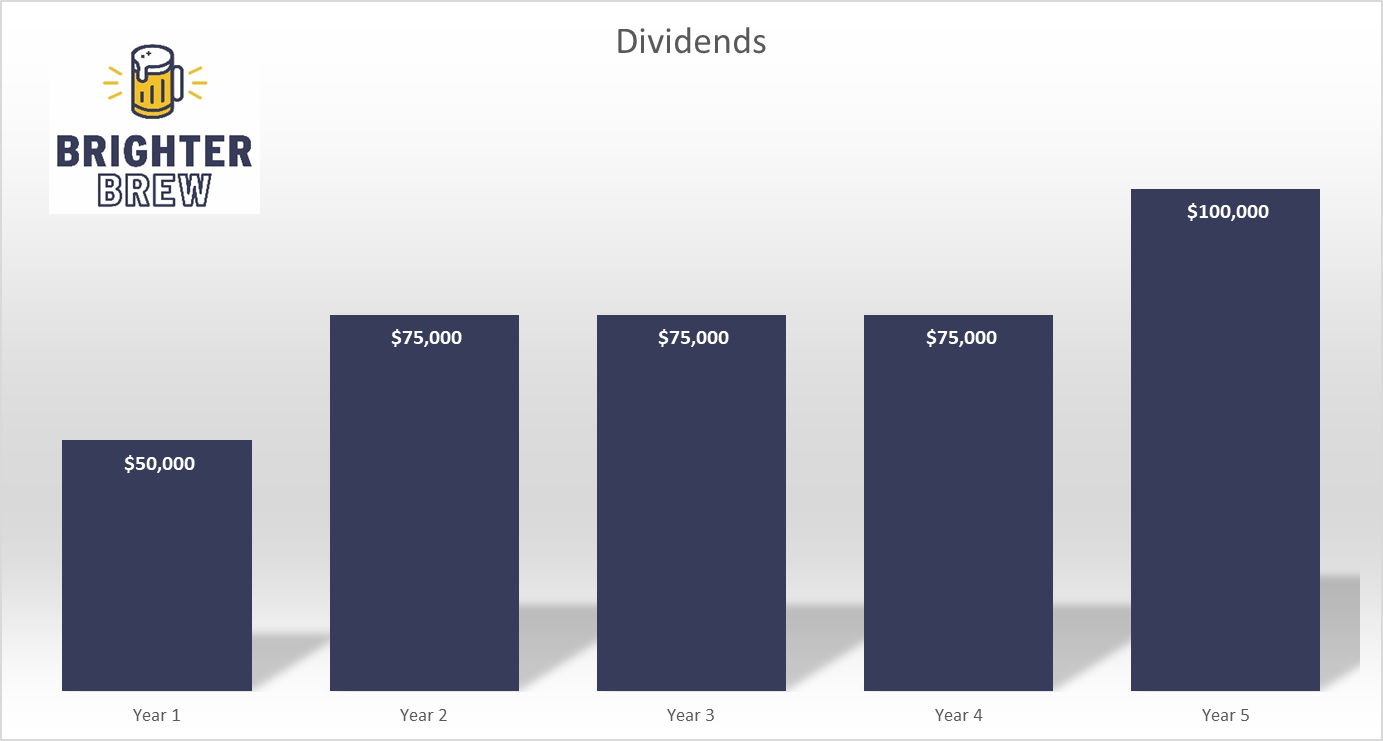 Dividends
BRIGHTER
BREW
$50,000
$75,000
$75,000
$75,000
$100,000
Year 1
Year 2
Year 3
Year 4
Year 5